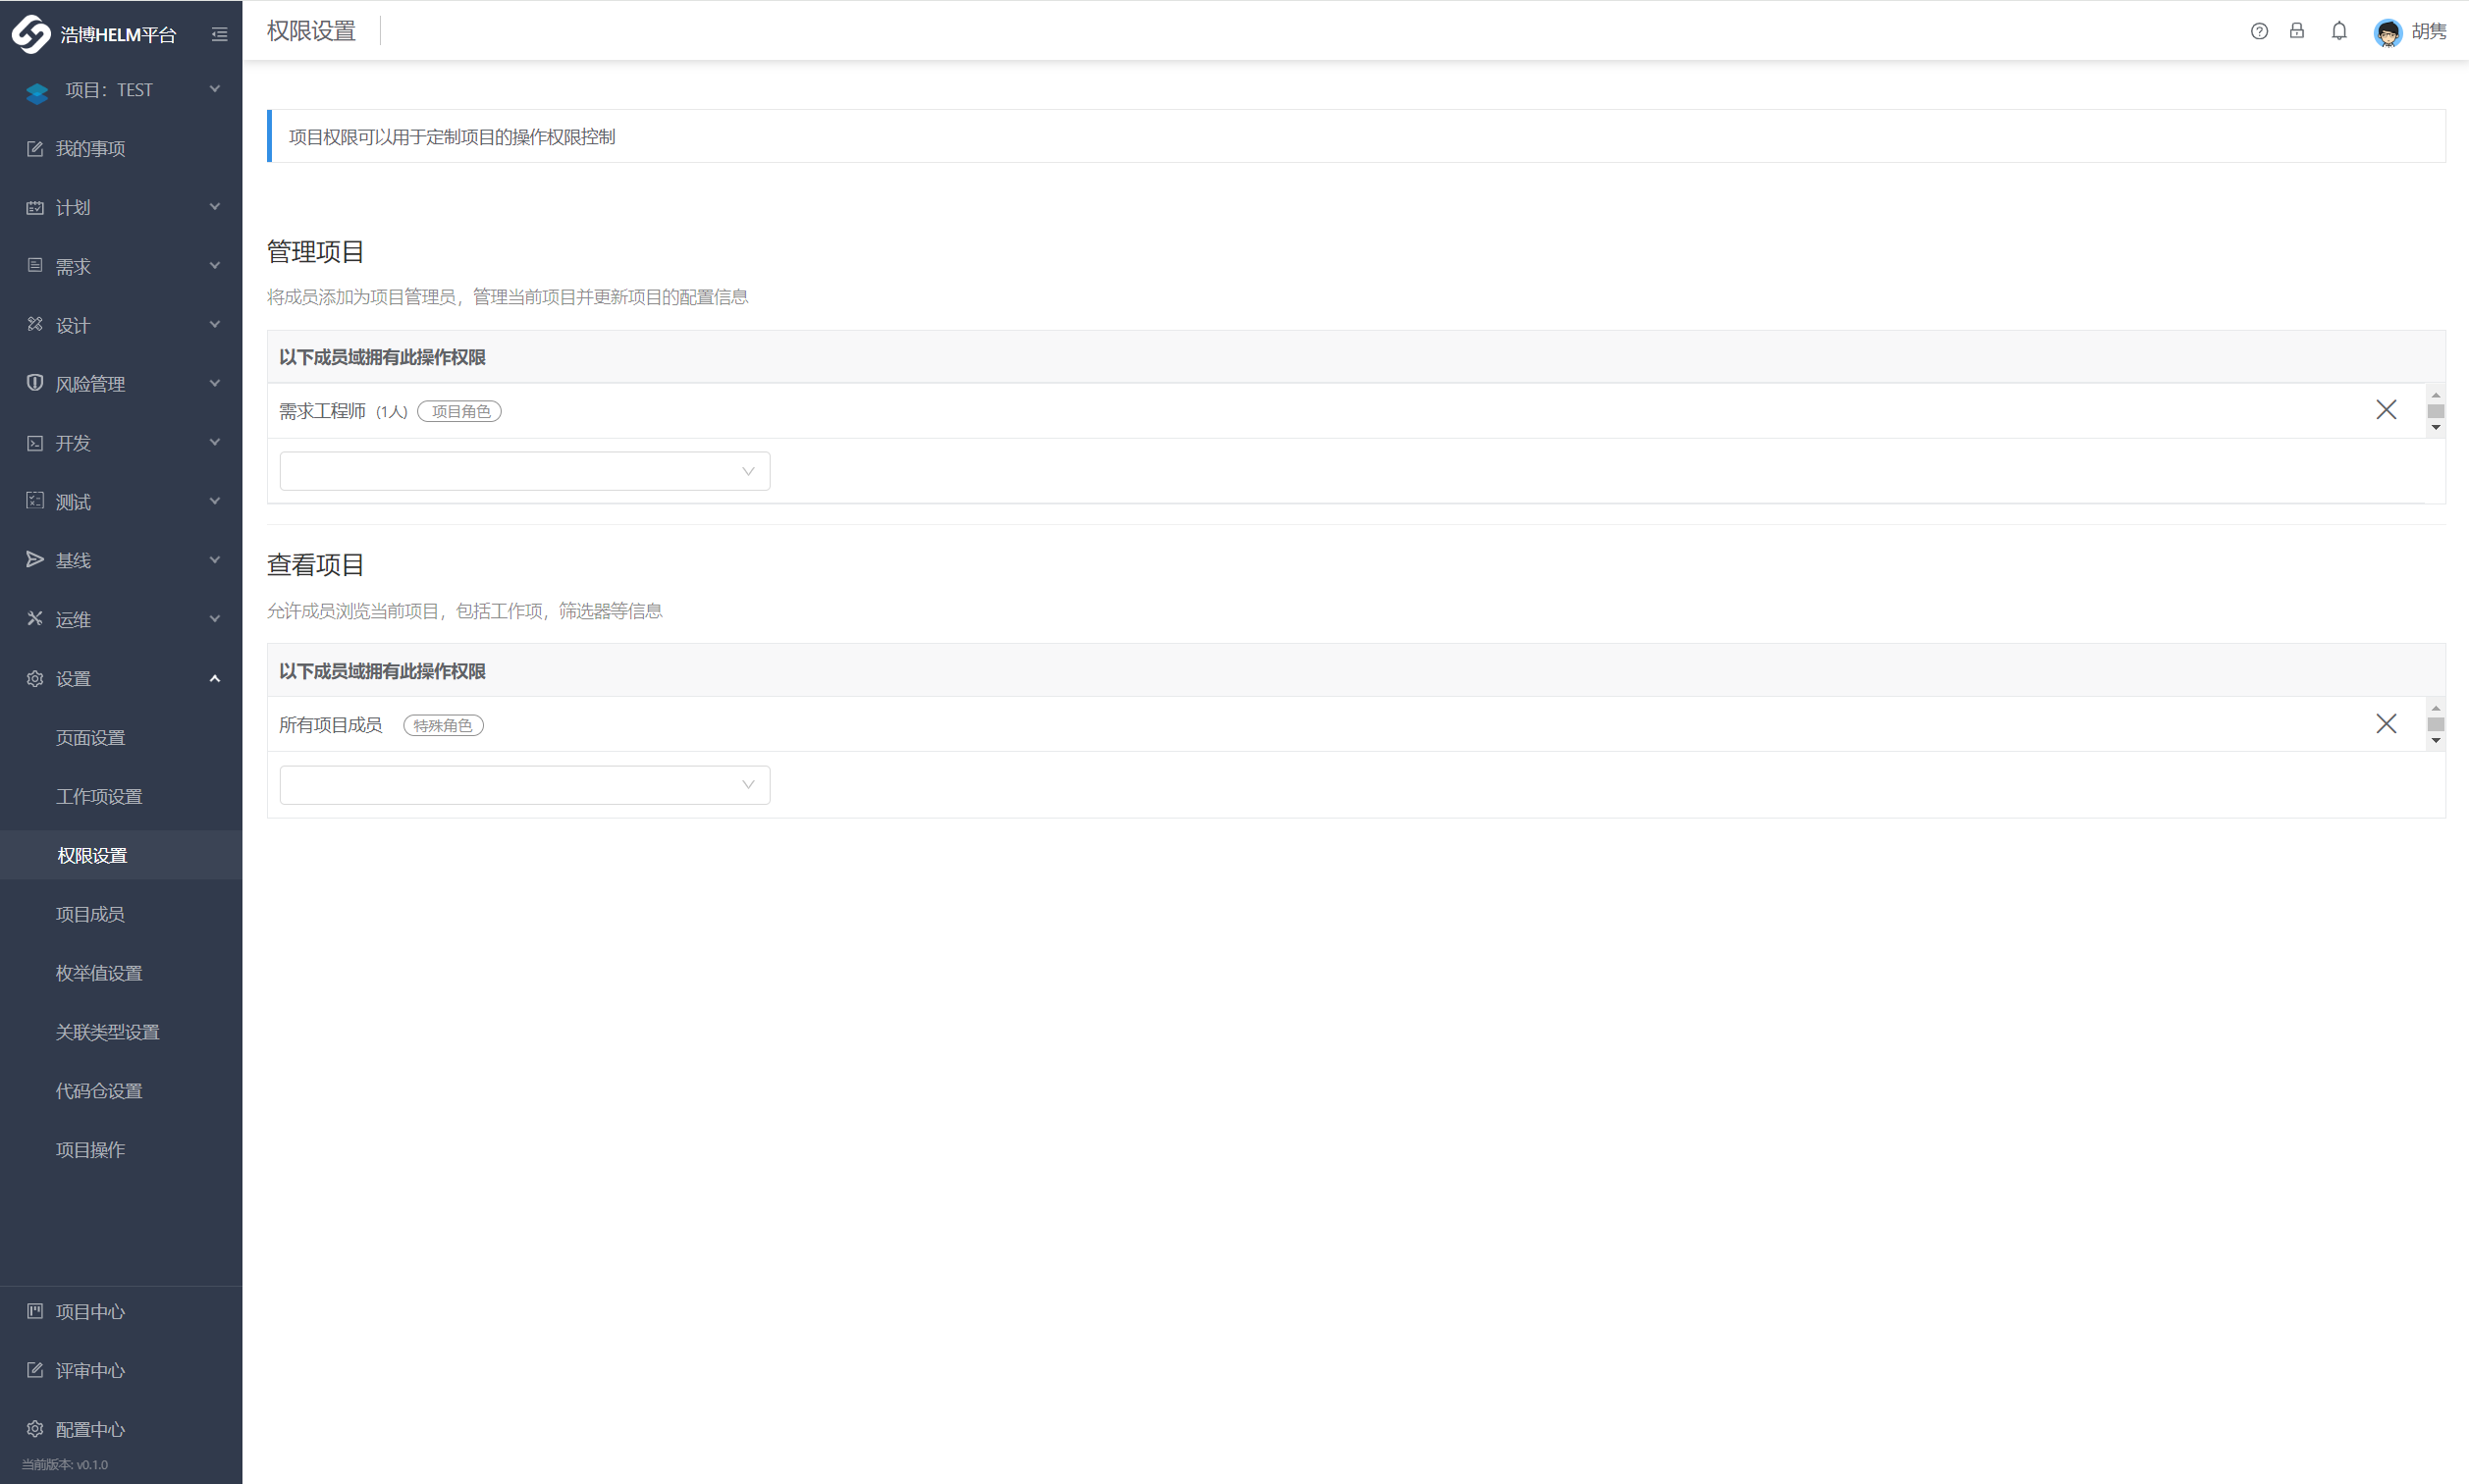 浩博HELM平台
项目：TEST
我的事项
计划
需求
设计
风险管理
开发
测试
基线
运维
设置
页面设置
工作项设置
权限设置
项目成员
枚举值设置
关联类型设置
代码仓设置
项目操作
项目中心
评审中心
配置中心
当前版本: v0.1.0
权限设置
胡隽
项目权限可以用于定制项目的操作权限控制
管理项目
将成员添加为项目管理员，管理当前项目并更新项目的配置信息
以下成员域拥有此操作权限
需求工程师 (1人) 项目角色
查看项目
允许成员浏览当前项目，包括工作项，筛选器等信息
以下成员域拥有此操作权限
所有项目成员 特殊角色